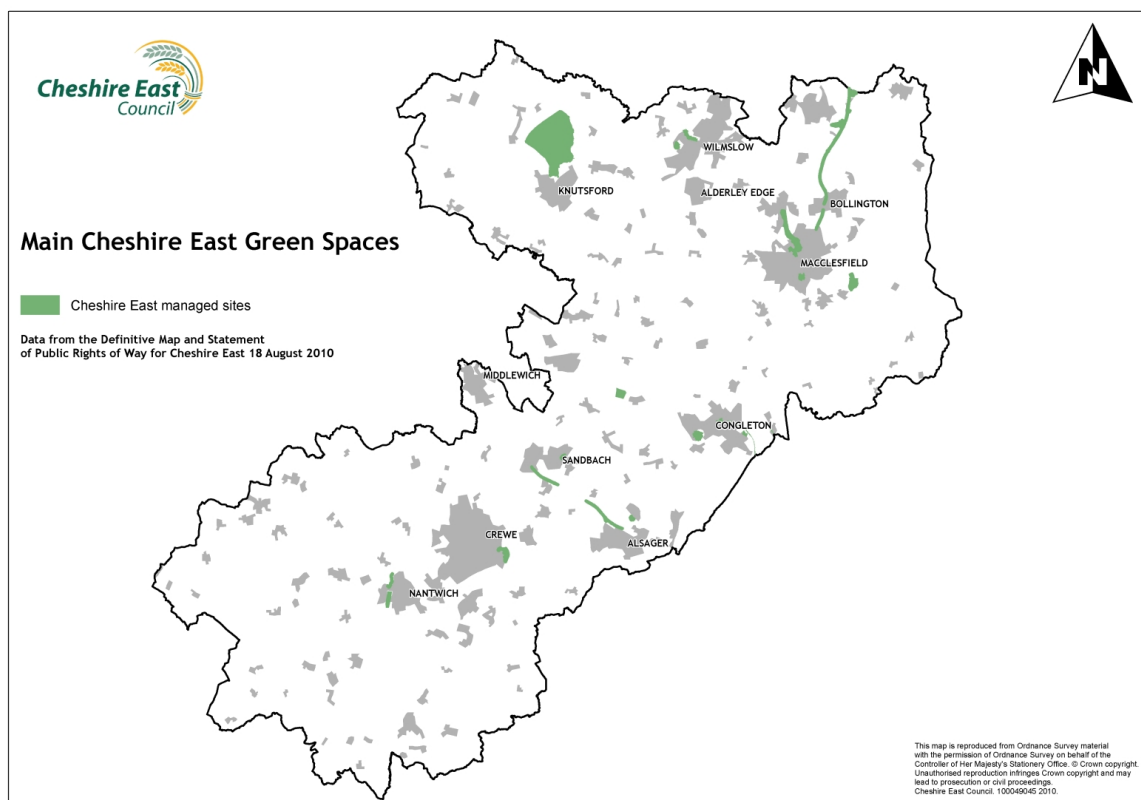 Cheshire East
Council
N
WILMSLOW
KNUTSFORD
ALDERLEY EDGE
BOLLINGTON
Main Cheshire East Green Spaces
MACCLESFIELD
Cheshire East managed sites
Data from the Definitive Map and Statement
of Public Rights of Way for Cheshire East 18 August 2010
MIDDLEWICH
CONGLETON
SANDBACH
CREWE
ALSAGER
NANTWICH
This map is reproduced from Ordnance Survey material
with the permission of Ordnance Survey on behalf of the
Controller of Her Majesty's Stationery Office. © Crown copyright.
Unauthorised reproduction infringes Crown copyright and may
lead to prosecution or civil proceedings.
Cheshire East Council. 100049045 2010.